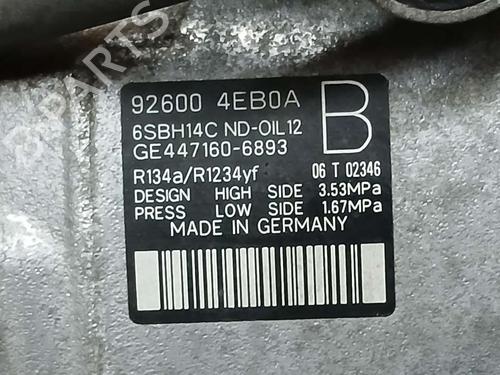 92600 4EB0A
B
6SBH14C ND-OIL12
GE447160-6893
R134a/R1234yf 06 T 02346
DESIGN HIGH SIDE 3.53MPa
PRESS LOW SIDE 1.67MPa
MADE IN GERMANY